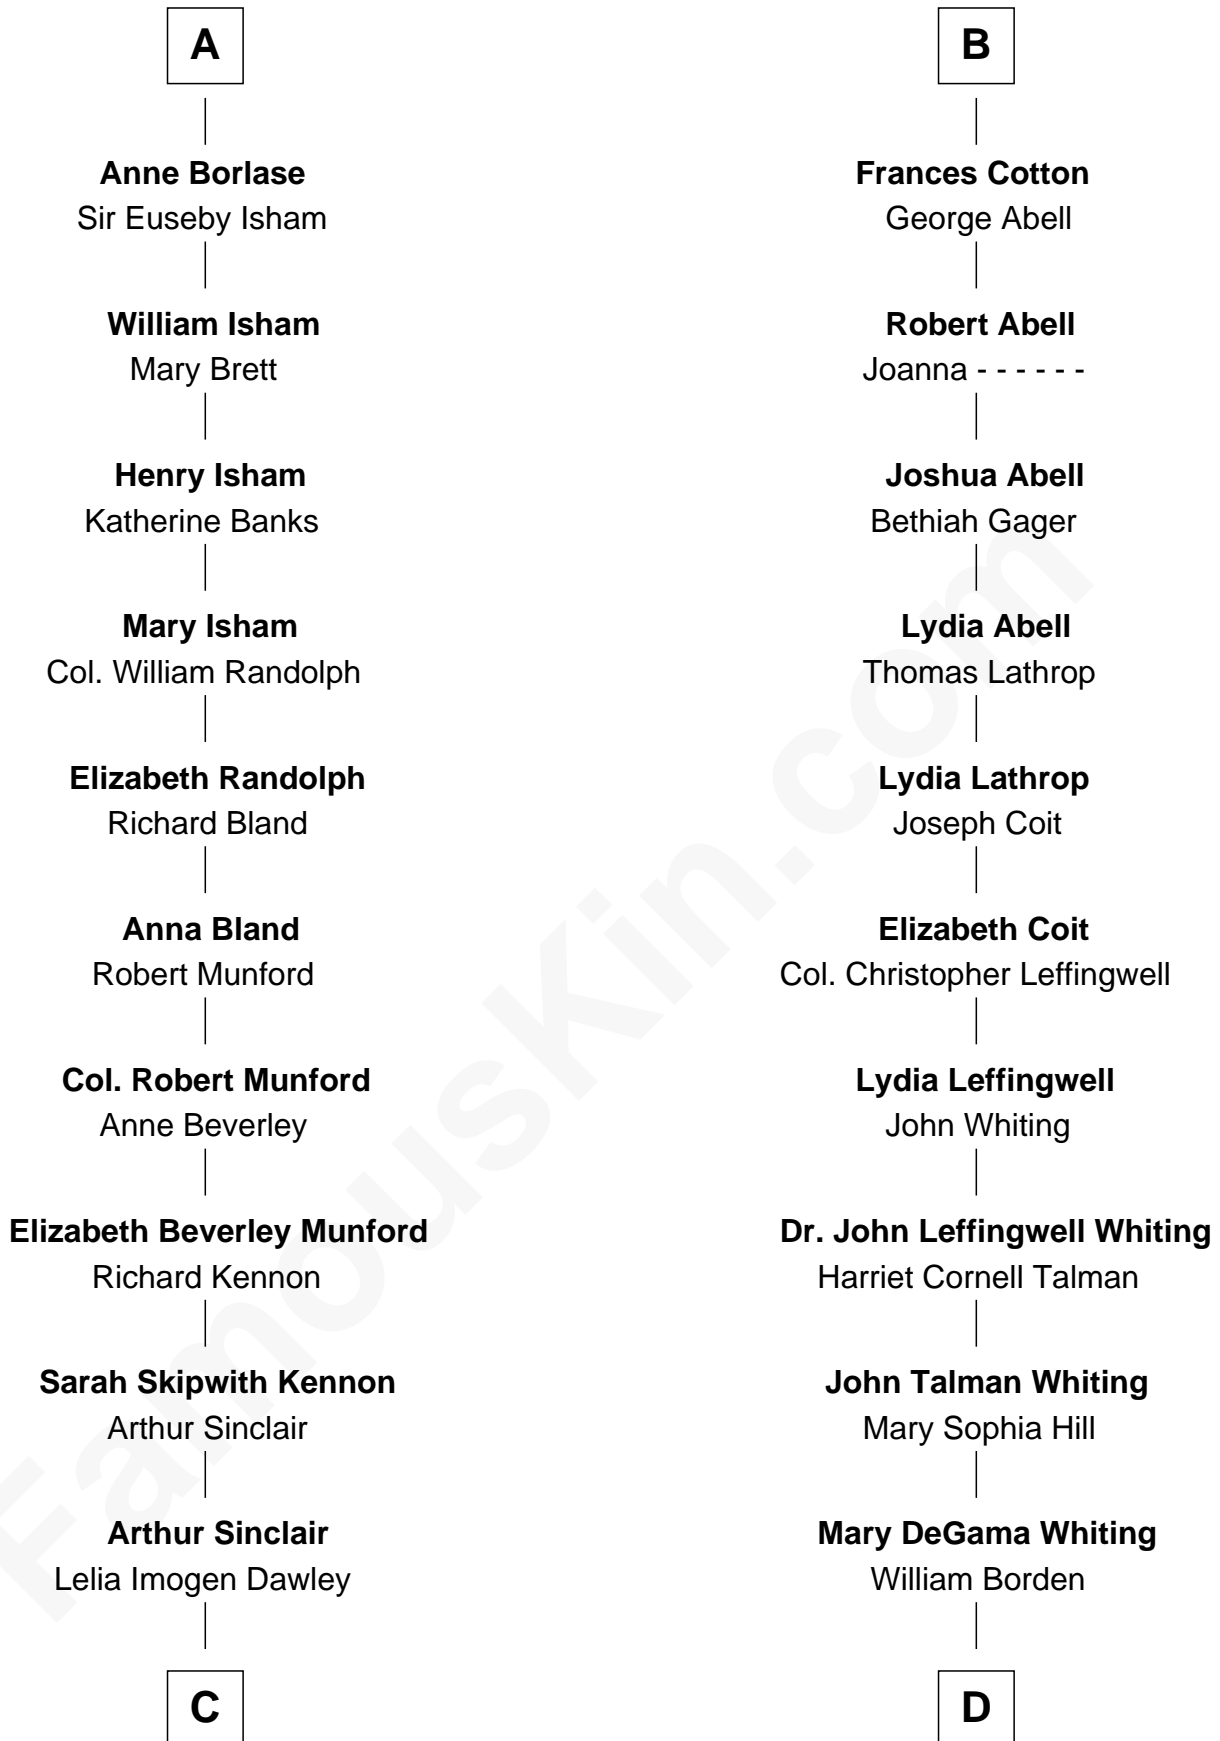 A
Anne Borlase
Sir Euseby Isham
William Isham
Mary Brett
Henry Isham
Katherine Banks
Mary Isham
Col. William Randolph
Elizabeth Randolph
Richard Bland
Anna Bland
Robert Munford
Col. Robert Munford
Anne Beverley
Elizabeth Beverley Munford
Richard Kennon
Sarah Skipwith Kennon
Arthur Sinclair
Arthur Sinclair
Lelia Imogen Dawley
C
B
Frances Cotton
George Abell
Robert Abell
Joanna - - - - - -
Joshua Abell
Bethiah Gager
Lydia Abell
Thomas Lathrop
Lydia Lathrop
Joseph Coit
Elizabeth Coit
Col. Christopher Leffingwell
Lydia Leffingwell
John Whiting
Dr. John Leffingwell Whiting
Harriet Cornell Talman
John Talman Whiting
Mary Sophia Hill
Mary DeGama Whiting
William Borden
D
FamousKin.com